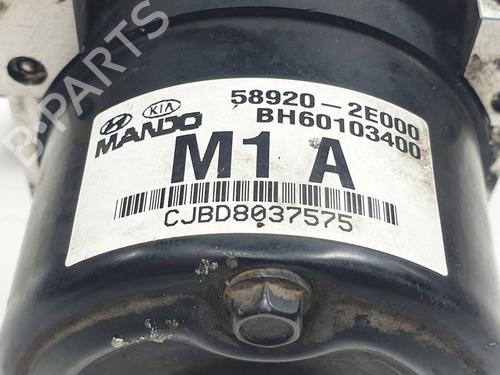 KIA
58920-2E000
MANDO
BH60103400
M1 A
CJBD8037575
B-PARTS